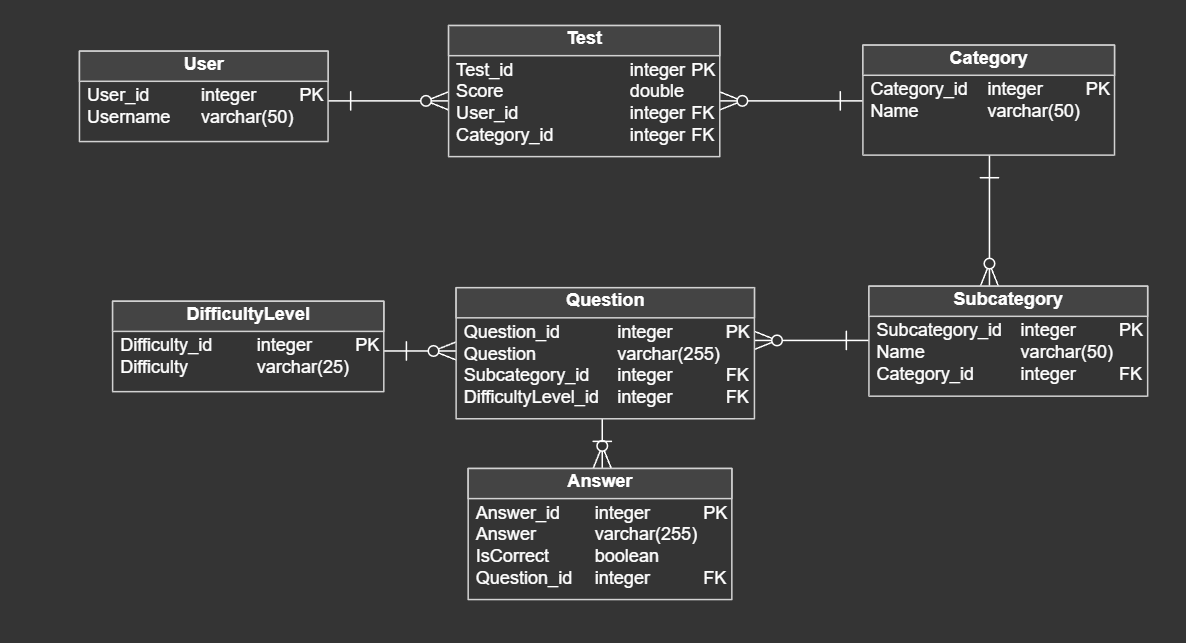 User
User_id integer PK
Username varchar(50)
Test
Test_id integer PK
Score double
User_id integer FK
Category_id integer FK
Category
Category_id integer PK
Name varchar(50)
DifficultyLevel
Difficulty_id integer PK
Difficulty varchar(25)
Question
Question_id integer PK
Question varchar(255)
Subcategory_id integer FK
DifficultyLevel_id integer FK
Subcategory
Subcategory_id integer PK
Name varchar(50)
Category_id integer FK
Answer
Answer_id integer PK
Answer varchar(255)
IsCorrect boolean
Question_id integer FK